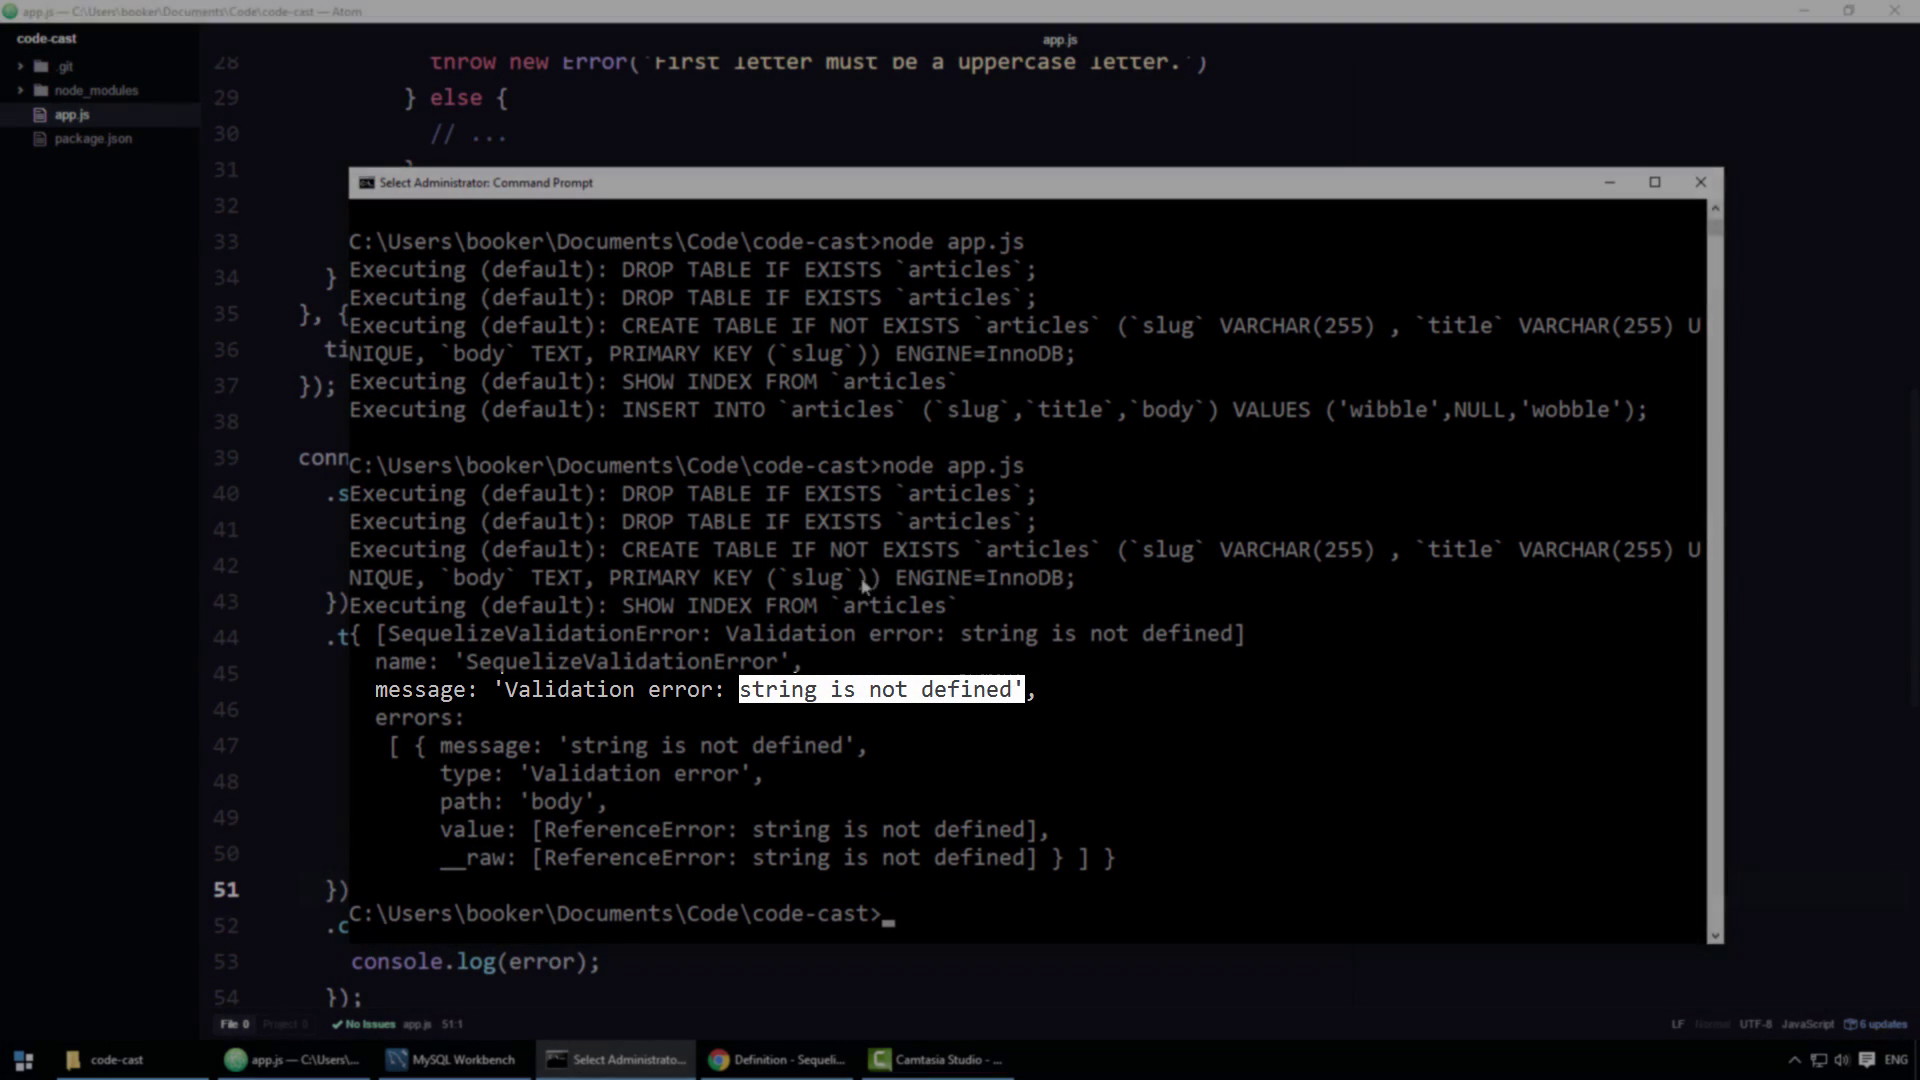 app.js — C:\Users\booker\Documents\Code\code-cast — Atom
code-cast
app.js
.git
node_modules
app.js
package.json
28 throw new Error(`First letter must be a uppercase letter.`)
29 } else {
30 // ...
31 }
32
33
34 }
35 }, {
36 ti
37 });
38
39 conn
40 .s
41
42
43 })
44 .t
45
46
47
48
49
50
51 })
52 .c
53 console.log(error);
54 });
Select Administrator: Command Prompt
C:\Users\booker\Documents\Code\code-cast>node app.js
Executing (default): DROP TABLE IF EXISTS `articles`;
Executing (default): DROP TABLE IF EXISTS `articles`;
Executing (default): CREATE TABLE IF NOT EXISTS `articles` (`slug` VARCHAR(255) , `title` VARCHAR(255) U
NIQUE, `body` TEXT, PRIMARY KEY (`slug`)) ENGINE=InnoDB;
Executing (default): SHOW INDEX FROM `articles`
Executing (default): INSERT INTO `articles` (`slug`,`title`,`body`) VALUES ('wibble',NULL,'wobble');
C:\Users\booker\Documents\Code\code-cast>node app.js
Executing (default): DROP TABLE IF EXISTS `articles`;
Executing (default): DROP TABLE IF EXISTS `articles`;
Executing (default): CREATE TABLE IF NOT EXISTS `articles` (`slug` VARCHAR(255) , `title` VARCHAR(255) U
NIQUE, `body` TEXT, PRIMARY KEY (`slug`)) ENGINE=InnoDB;
Executing (default): SHOW INDEX FROM `articles`
{ [SequelizeValidationError: Validation error: string is not defined]
name: 'SequelizeValidationError',
message: 'Validation error: string is not defined',
errors:
[ { message: 'string is not defined',
type: 'Validation error',
path: 'body',
value: [ReferenceError: string is not defined],
__raw: [ReferenceError: string is not defined] } ] }
C:\Users\booker\Documents\Code\code-cast>_
File 0 Project 0 No Issues app.js 51:1 LF Normal UTF-8 JavaScript 6 updates
code-cast app.js — C:\Users\... MySQL Workbench Select Administrato... Definition - Sequeli... Camtasia Studio - ... ENG